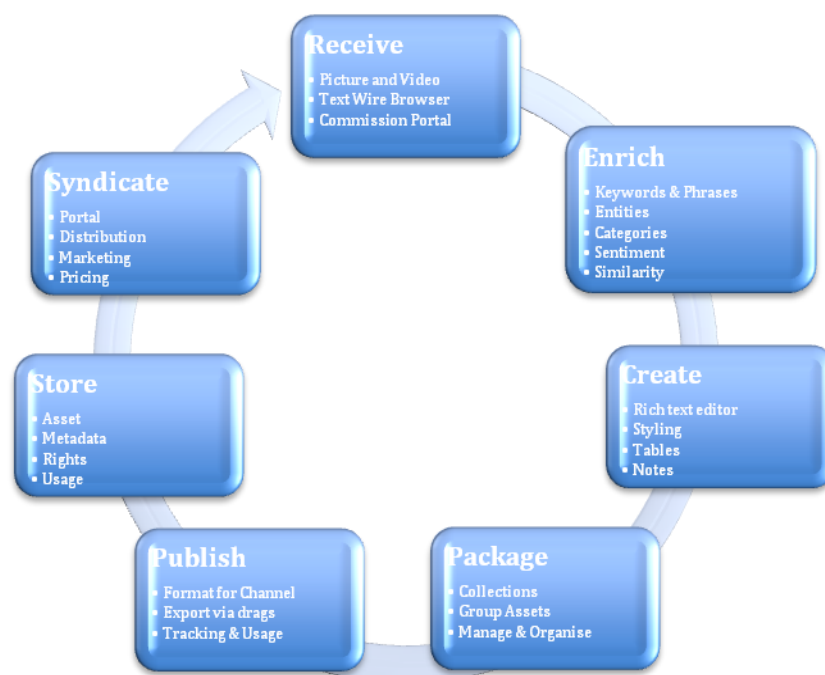 Receive
▪ Picture and Video
▪ Text Wire Browser
▪ Commission Portal
Enrich
▪ Keywords & Phrases
▪ Entities
▪ Categories
▪ Sentiment
▪ Similarity
Create
▪ Rich text editor
▪ Styling
▪ Tables
▪ Notes
Package
▪ Collections
▪ Group Assets
▪ Manage & Organise
Publish
▪ Format for Channel
▪ Export via drags
▪ Tracking & Usage
Store
▪ Asset
▪ Metadata
▪ Rights
▪ Usage
Syndicate
▪ Portal
▪ Distribution
▪ Marketing
▪ Pricing